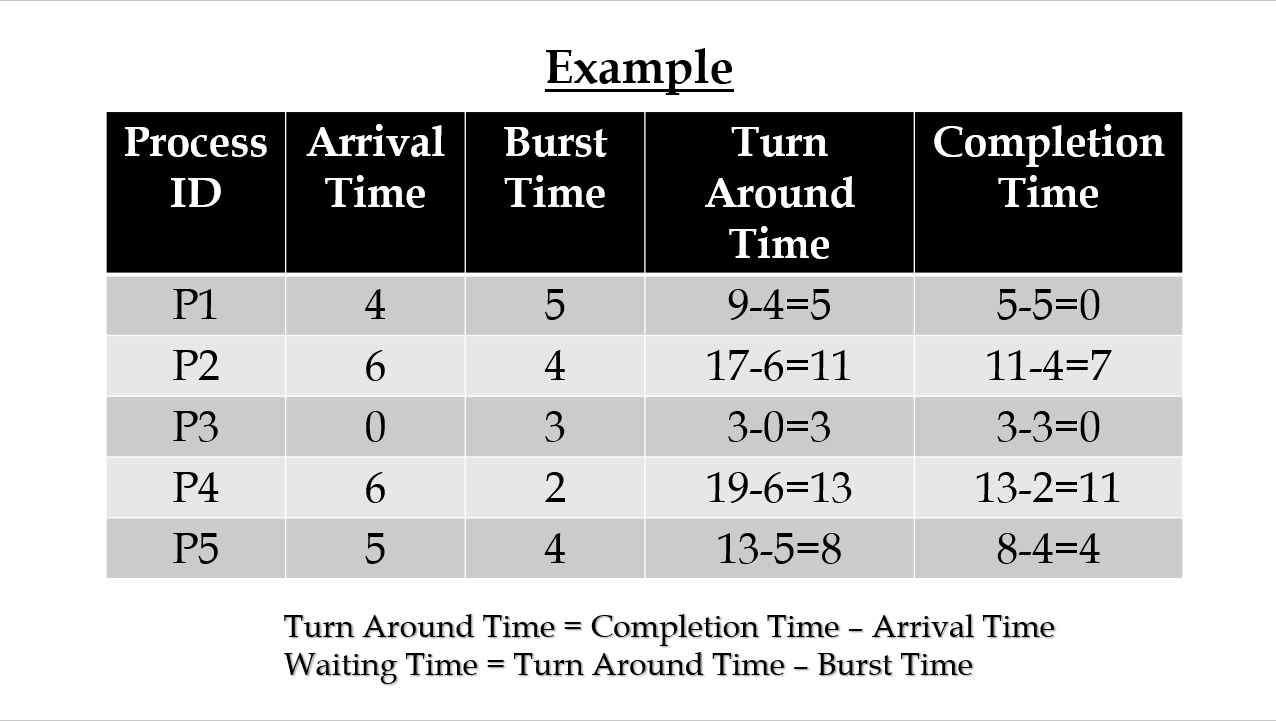 Example
Process ID Arrival Time Burst Time Turn Around Time Completion Time
P1 4 5 9-4=5 5-5=0
P2 6 4 17-6=11 11-4=7
P3 0 3 3-0=3 3-3=0
P4 6 2 19-6=13 13-2=11
P5 5 4 13-5=8 8-4=4
Turn Around Time = Completion Time – Arrival Time
Waiting Time = Turn Around Time – Burst Time